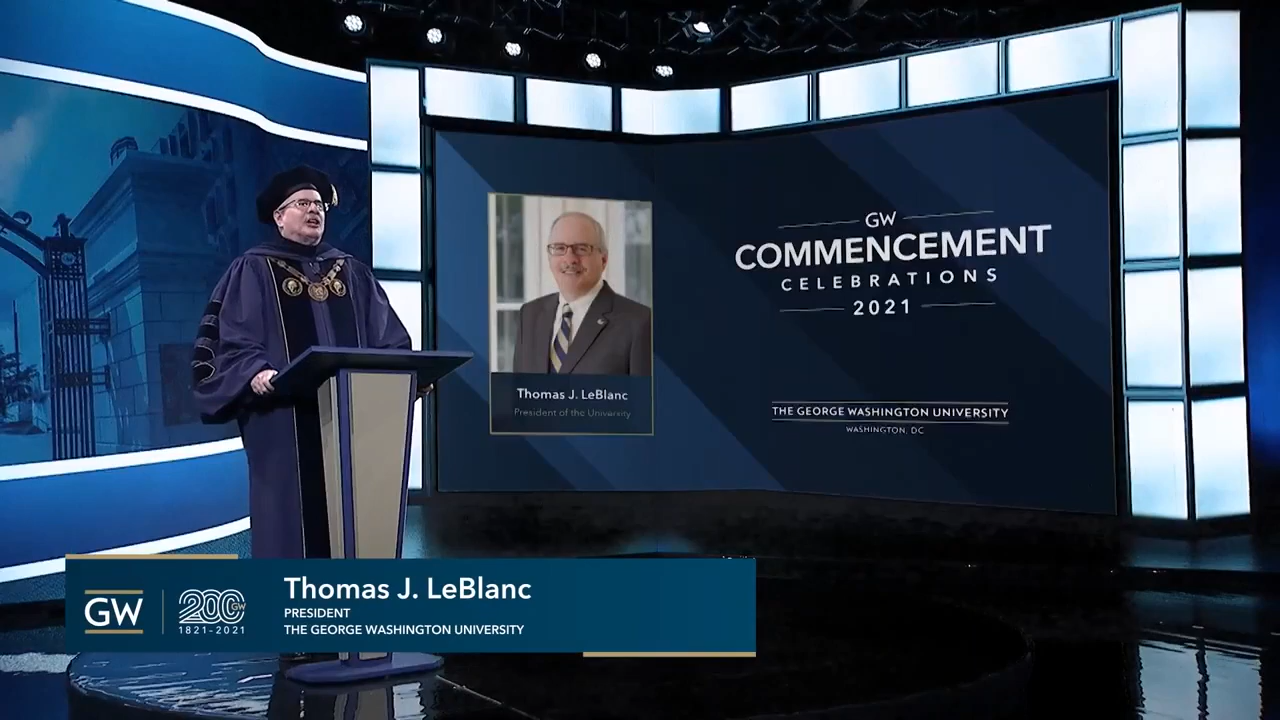 GW
COMMENCEMENT
CELEBRATIONS
2021
Thomas J. LeBlanc
President of the University
THE GEORGE WASHINGTON UNIVERSITY
WASHINGTON, DC
GW
200
GW
1821-2021
Thomas J. LeBlanc
PRESIDENT
THE GEORGE WASHINGTON UNIVERSITY